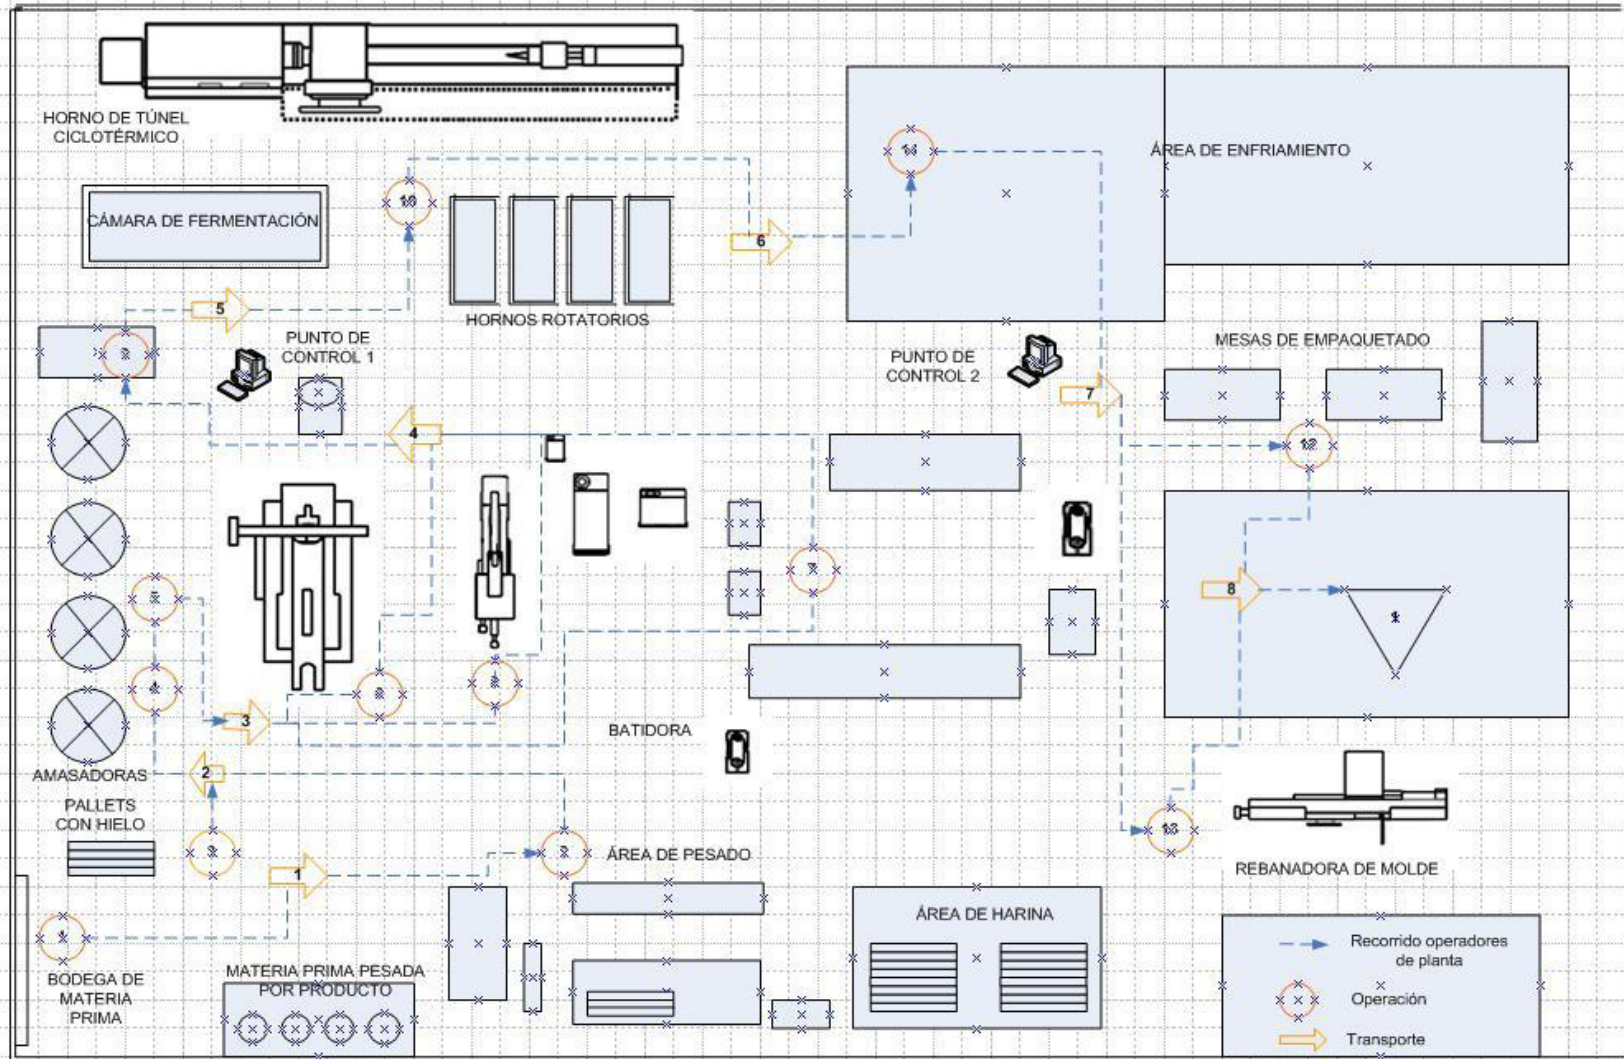 HORNO DE TÚNEL
CICLOTÉRMICO
ÁREA DE ENFRIAMIENTO
CÁMARA DE FERMENTACIÓN
10
11
6
5
HORNOS ROTATORIOS
PUNTO DE
CONTROL 1
PUNTO DE
CONTROL 2
MESAS DE EMPAQUETADO
7
4
12
8
1
3
2
BATIDORA
AMASADORAS
PALLETS
CON HIELO
13
REBANADORA DE MOLDE
1
ÁREA DE PESADO
ÁREA DE HARINA
BODEGA DE
MATERIA
PRIMA
MATERIA PRIMA PESADA
POR PRODUCTO
Recorrido operadores
de planta
Operación
Transporte